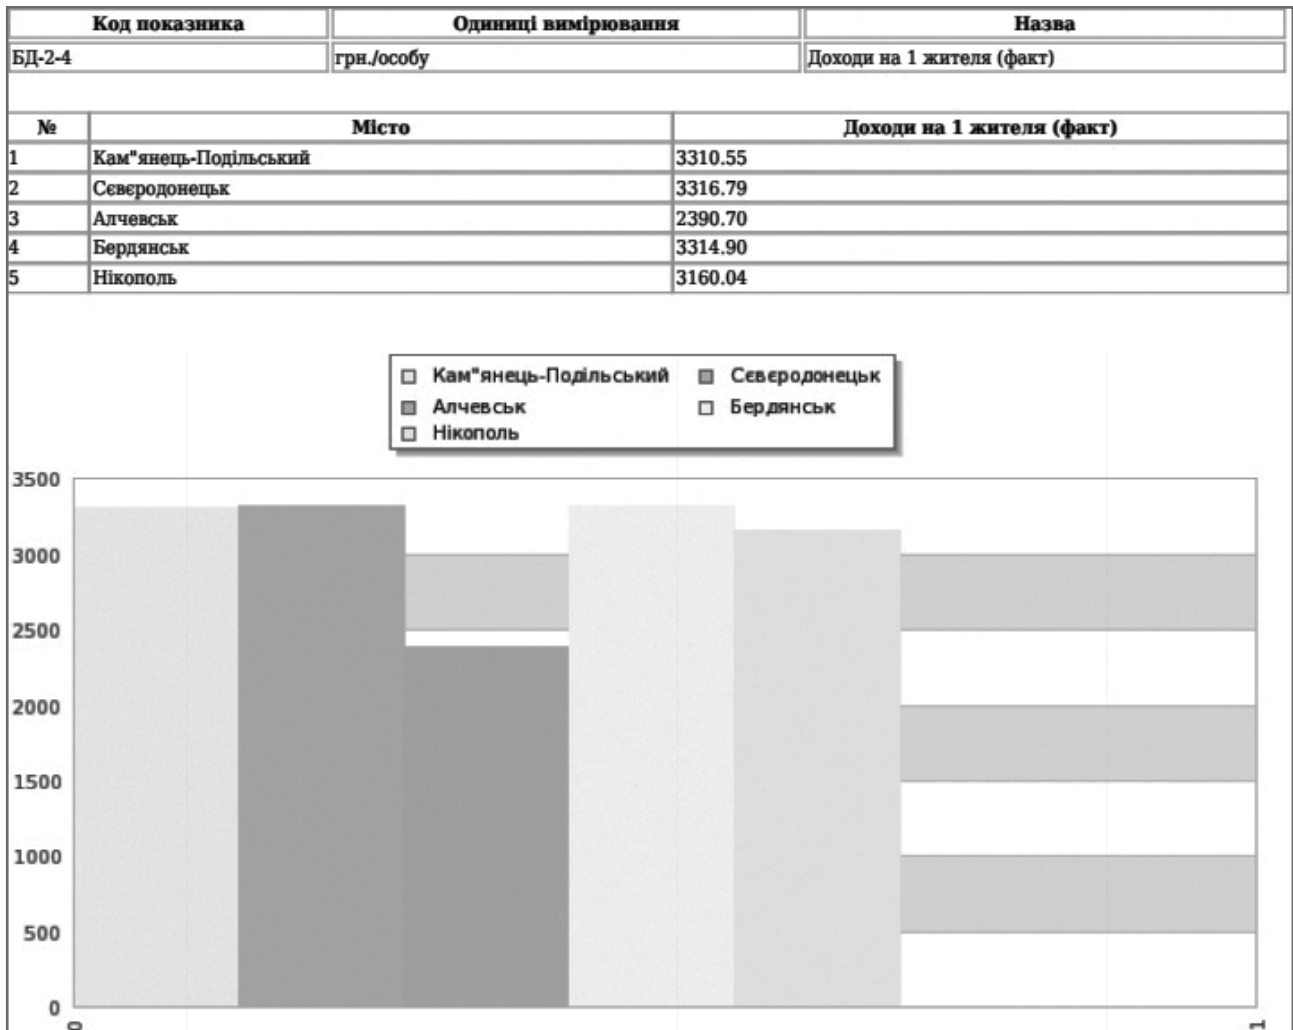 Код показника Одиниці вимірювання Назва
БД-2-4 грн./особу Доходи на 1 жителя (факт)
№ Місто Доходи на 1 жителя (факт)
1 Кам"янець-Подільський 3310.55
2 Сєвєродонецьк 3316.79
3 Алчевськ 2390.70
4 Бердянськ 3314.90
5 Нікополь 3160.04
Кам"янець-Подільський Сєвєродонецьк
Алчевськ Бердянськ
Нікополь
3500
3000
2500
2000
1500
1000
500
0
0 1